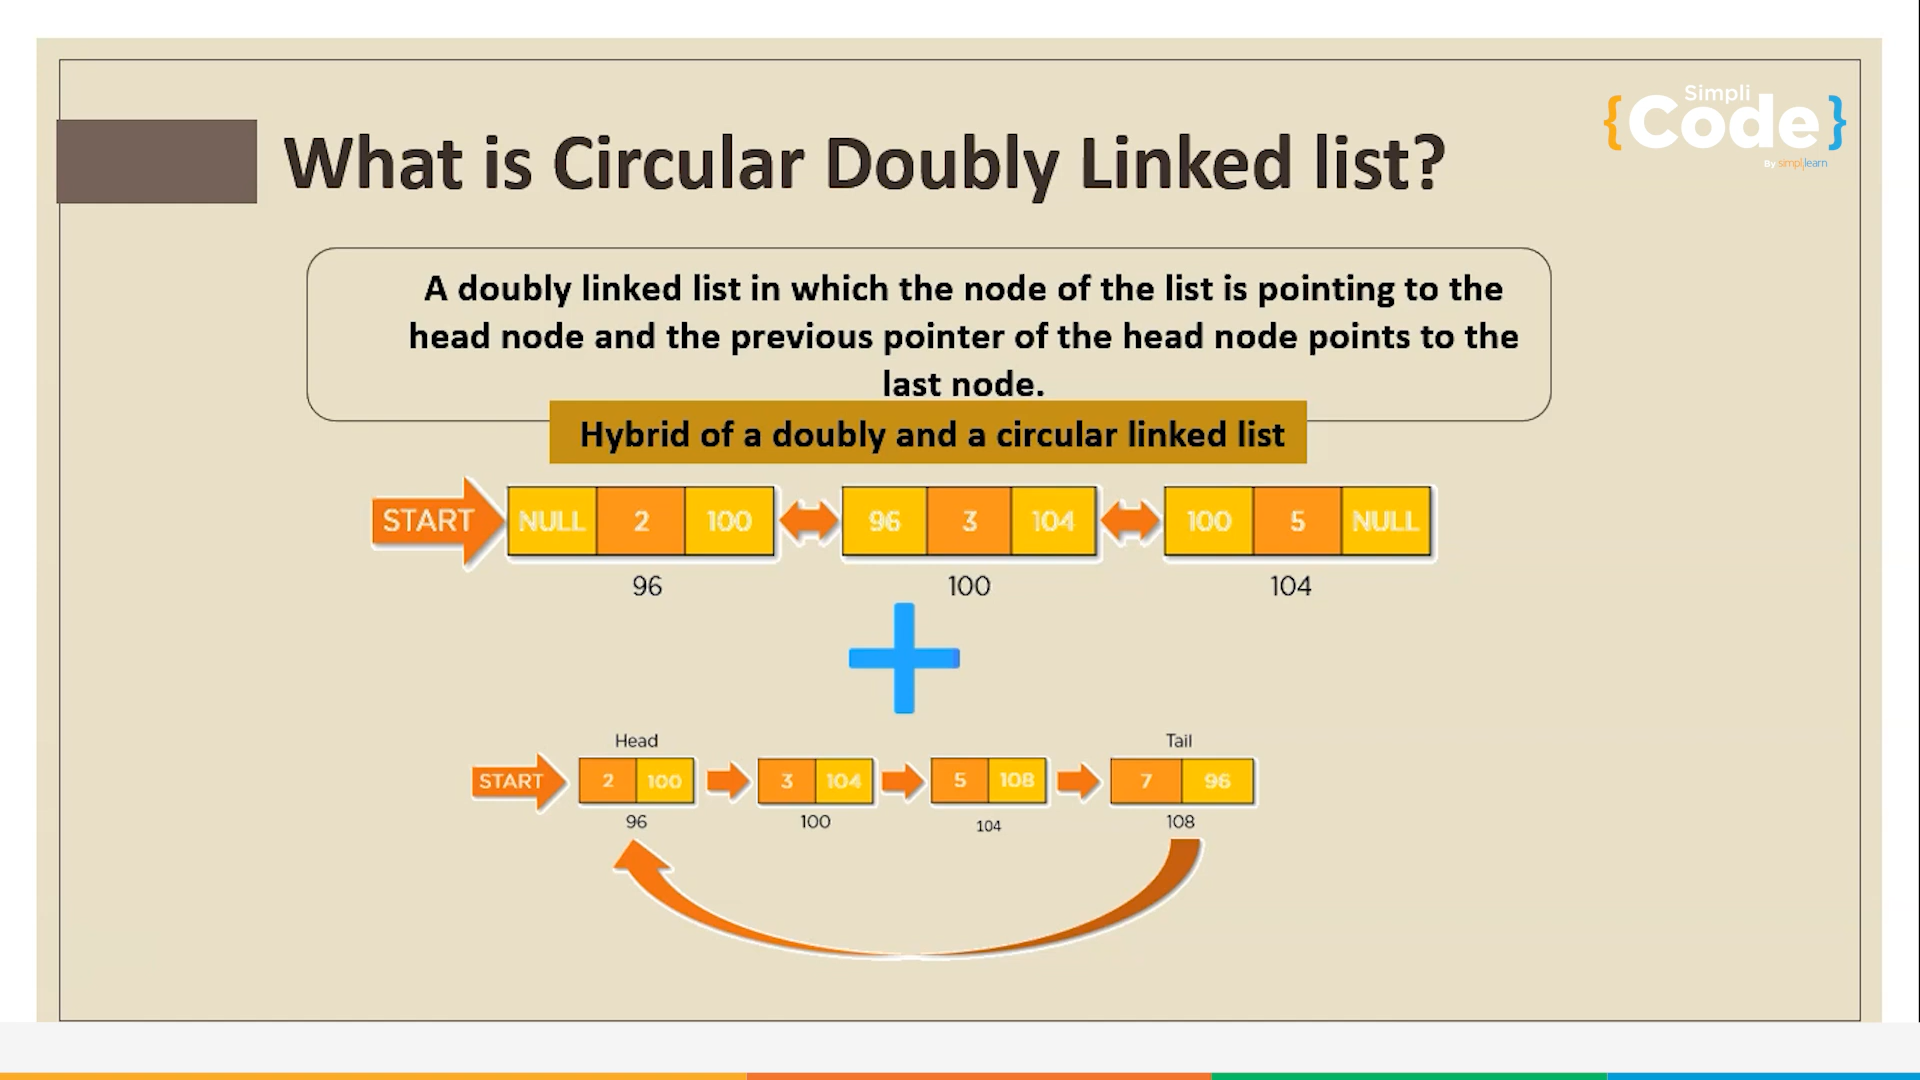 Simpli
{Code}
By simplilearn
What is Circular Doubly Linked list?
A doubly linked list in which the node of the list is pointing to the
head node and the previous pointer of the head node points to the
last node.
Hybrid of a doubly and a circular linked list
START NULL 2 100 96 3 104 100 5 NULL
96 100 104
Head Tail
START 2 100 3 104 5 108 7 96
96 100 104 108